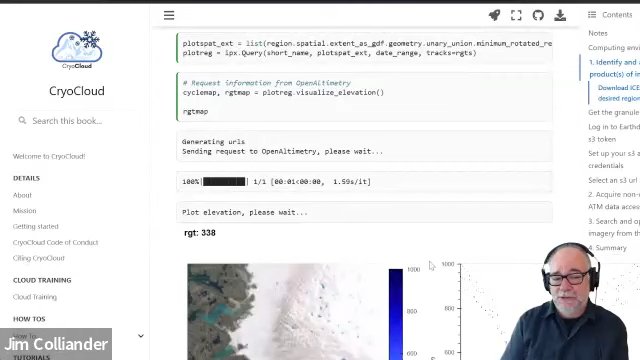 CryoCloud
CryoCloud
Search this book...
Welcome to CryoCloud!
DETAILS
About
Mission
Getting started
CryoCloud Code of Conduct
Citing CryoCloud
CLOUD TRAINING
Cloud Training
HOW TOS
How To
TUTORIALS
Jim Colliander
plotspat_ext = list(region.spatial.extent_as_gdf.geometry.unary_union.minimum_rotated_re
plotreg = ipx.Query(short_name, plotspat_ext, date_range, tracks=rgts)
# Request information from OpenAltimetry
cyclemap, rgtmap = plotreg.visualize_elevation()
rgtmap
Generating urls
Sending request to OpenAltimetry, please wait...
100%| | 1/1 [00:01<00:00, 1.59s/it]
Plot elevation, please wait...
rgt: 338
1000
800
600
1000
800
600
Contents
Notes
Computing envi
1. Identify and a
product(s) of in
Download ICE
desired region
Get the granule
Log in to Earthd
s3 token
Set up your s3 a
credentials
Select an s3 url
2. Acquire non-
ATM data acces
3. Search and op
imagery from th
4. Summary